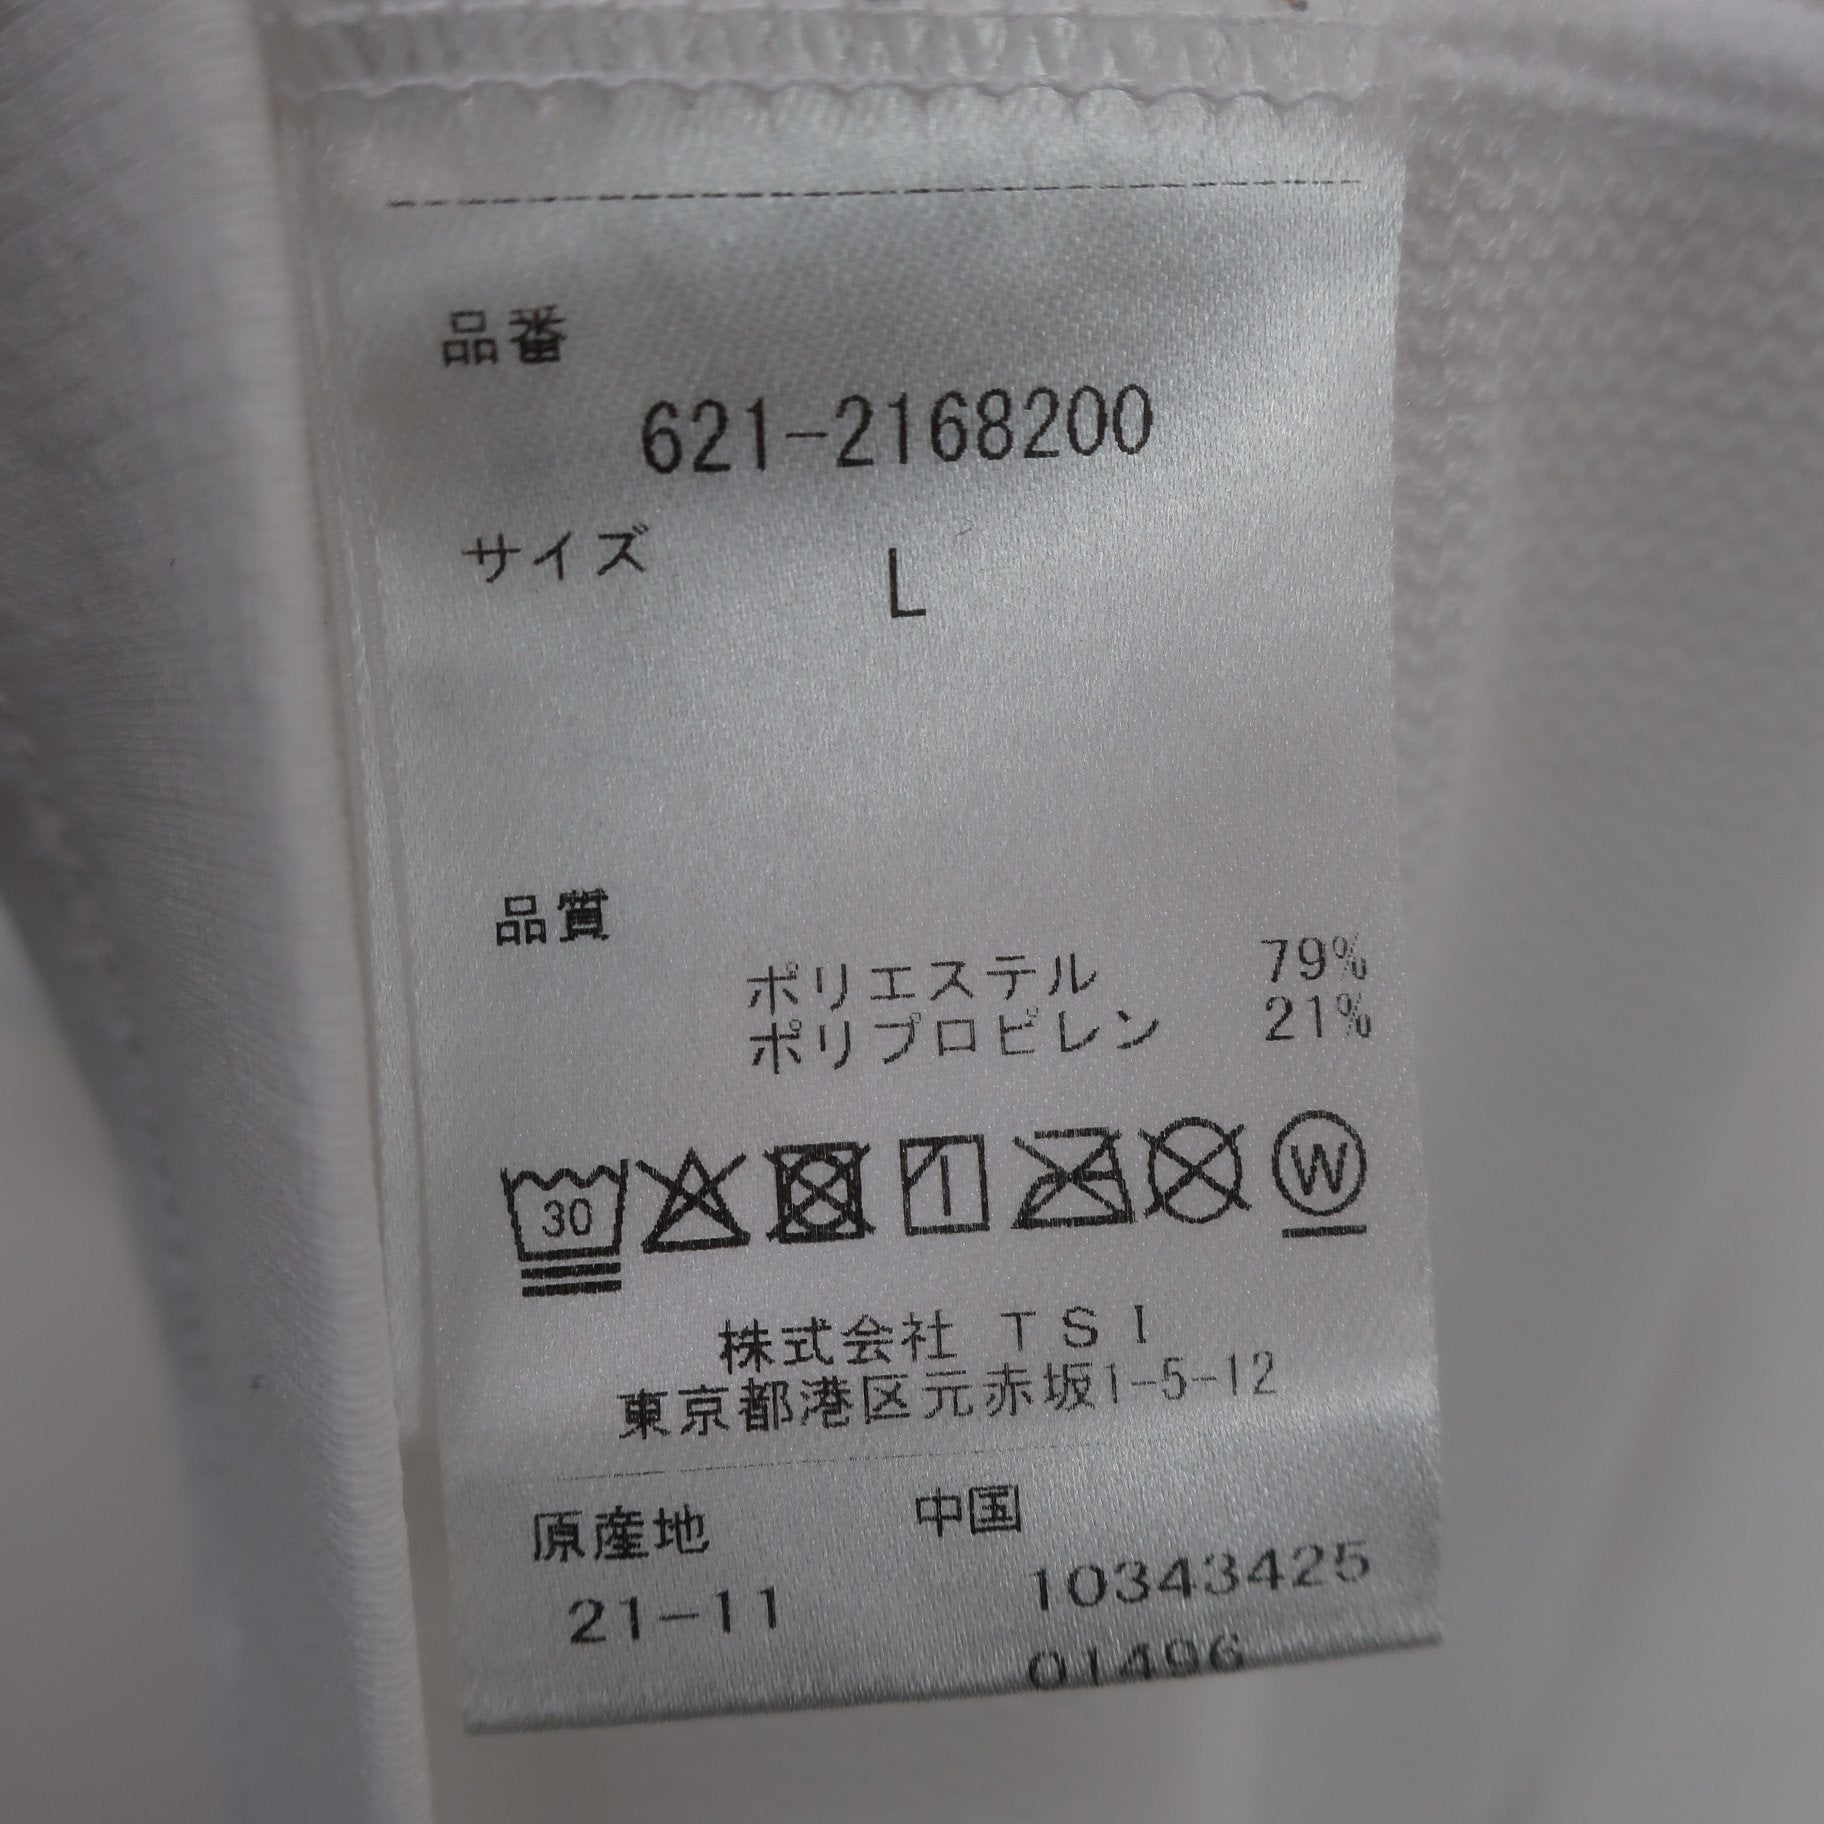 品番
621-2168200
サイズ L
品質
ポリエステル 79%
ポリプロピレン 21%
30 W
株式会社 TSI
東京都港区元赤坂1-5-12
原産地 中国
21-11 10343425
01496